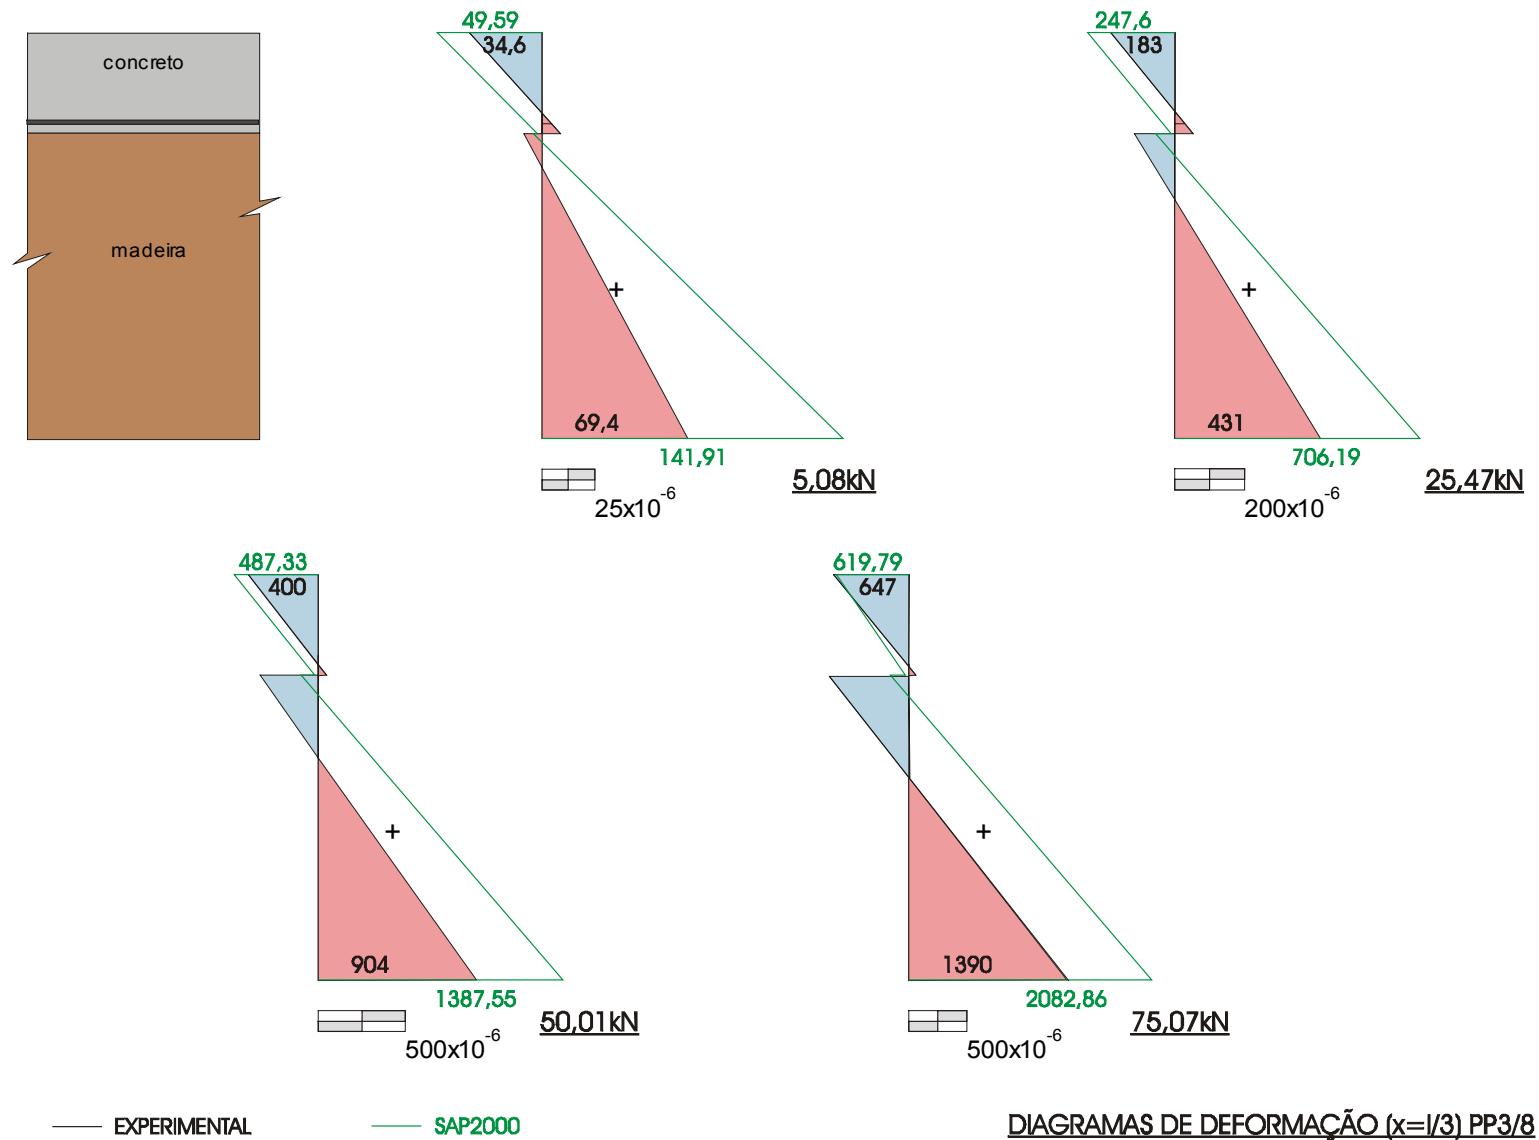 concreto
madeira
49,59
34,6
+
69,4
141,91
5,08kN
25x10^-6
247,6
183
+
431
706,19
25,47kN
200x10^-6
487,33
400
+
904
1387,55
50,01kN
500x10^-6
619,79
647
+
1390
2082,86
75,07kN
500x10^-6
EXPERIMENTAL
SAP2000
DIAGRAMAS DE DEFORMAÇÃO (x=l/3) PP3/8